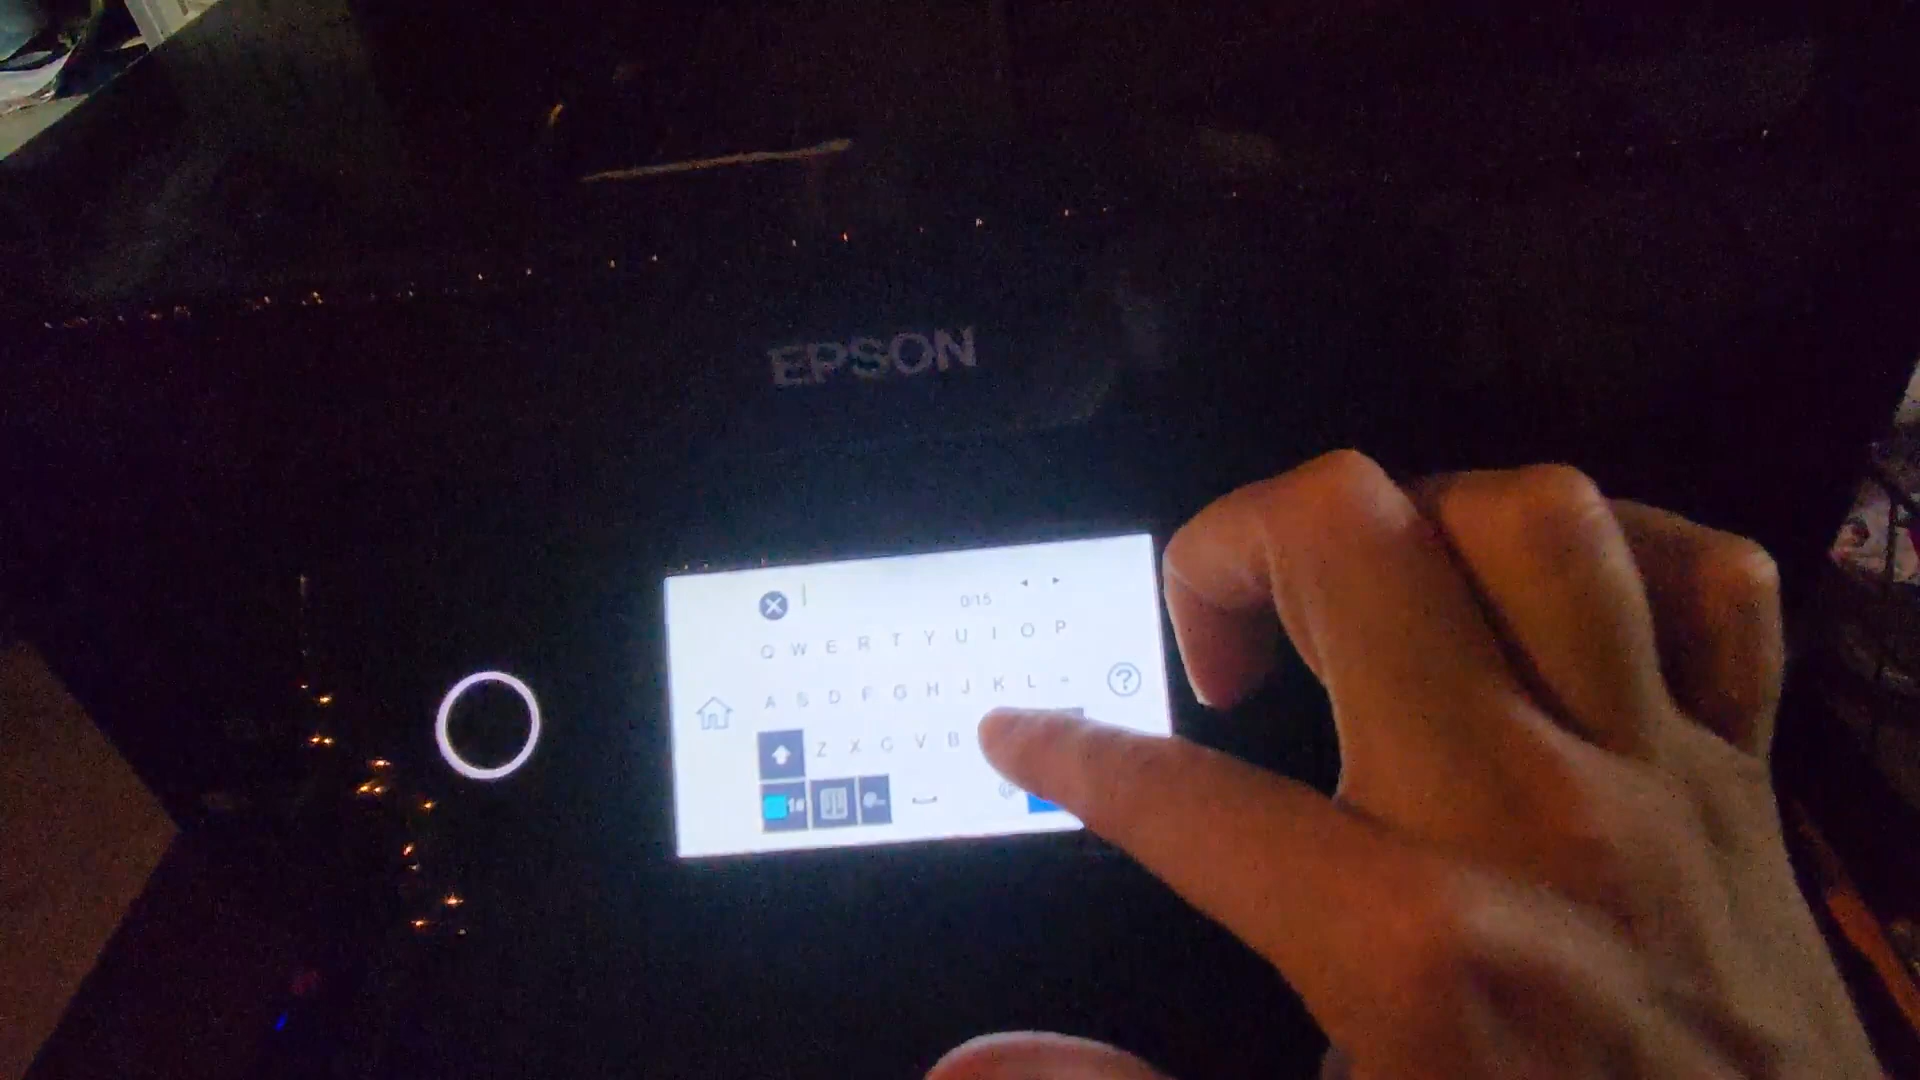 EPSON
0/15
Q W E R T Y U I O P
A S D F G H J K L -
Z X C V B
1#
?